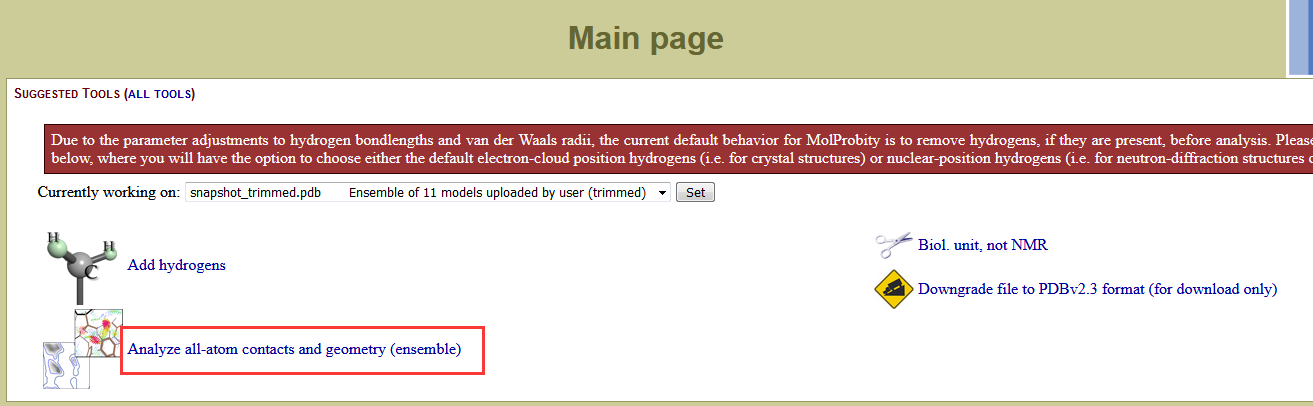 Main page
SUGGESTED TOOLS (ALL TOOLS)
Due to the parameter adjustments to hydrogen bondlengths and van der Waals radii, the current default behavior for MolProbity is to remove hydrogens, if they are present, before analysis. Please
below, where you will have the option to choose either the default electron-cloud position hydrogens (i.e. for crystal structures) or nuclear-position hydrogens (i.e. for neutron-diffraction structures o
Currently working on: snapshot_trimmed.pdb Ensemble of 11 models uploaded by user (trimmed) Set
H H C
Add hydrogens
Analyze all-atom contacts and geometry (ensemble)
Biol. unit, not NMR
Downgrade file to PDBv2.3 format (for download only)